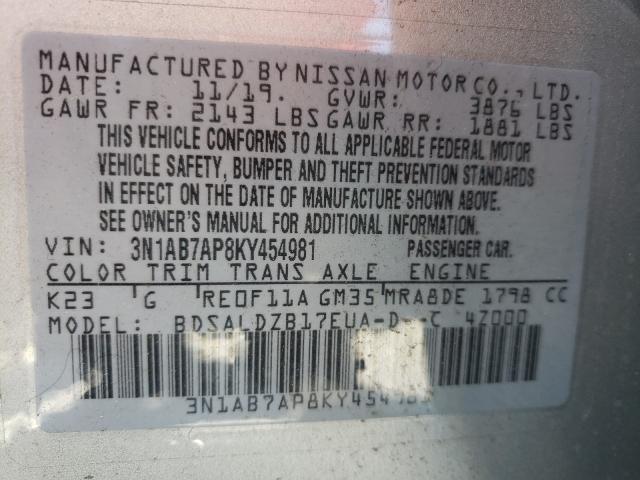 MANUFACTURED BY NISSAN MOTOR CO., LTD.
DATE: 11/19. GVWR: 3876 LBS
GAWR FR: 2143 LBS GAWR RR: 1881 LBS
THIS VEHICLE CONFORMS TO ALL APPLICABLE FEDERAL MOTOR
VEHICLE SAFETY, BUMPER AND THEFT PREVENTION STANDARDS
IN EFFECT ON THE DATE OF MANUFACTURE SHOWN ABOVE.
SEE OWNER'S MANUAL FOR ADDITIONAL INFORMATION.
VIN: 3N1AB7AP8KY454981 PASSENGER CAR.
COLOR TRIM TRANS AXLE ENGINE
K23 G RE0F11A GM35 MRA8DE 1798 CC
MODEL: BDSALDZB17EUA-D--C 4Z000
3N1AB7AP8KY454981